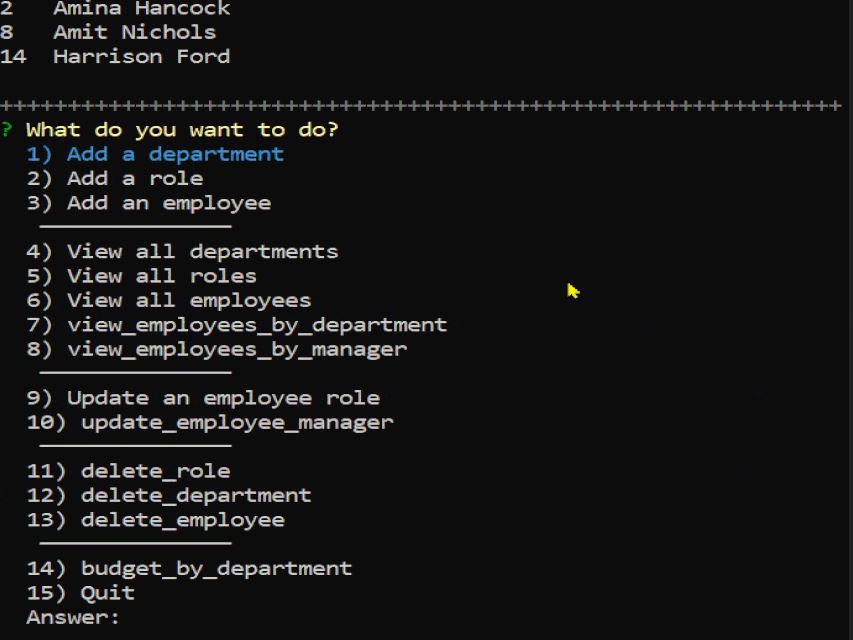 2   Amina Hancock
8   Amit Nichols
14  Harrison Ford
++++++++++++++++++++++++++++++++++++++++++++++++++++++++++++++
? What do you want to do?
1) Add a department
2) Add a role
3) Add an employee
──────────────
4) View all departments
5) View all roles
6) View all employees
7) view_employees_by_department
8) view_employees_by_manager
──────────────
9) Update an employee role
10) update_employee_manager
──────────────
11) delete_role
12) delete_department
13) delete_employee
──────────────
14) budget_by_department
15) Quit
Answer: